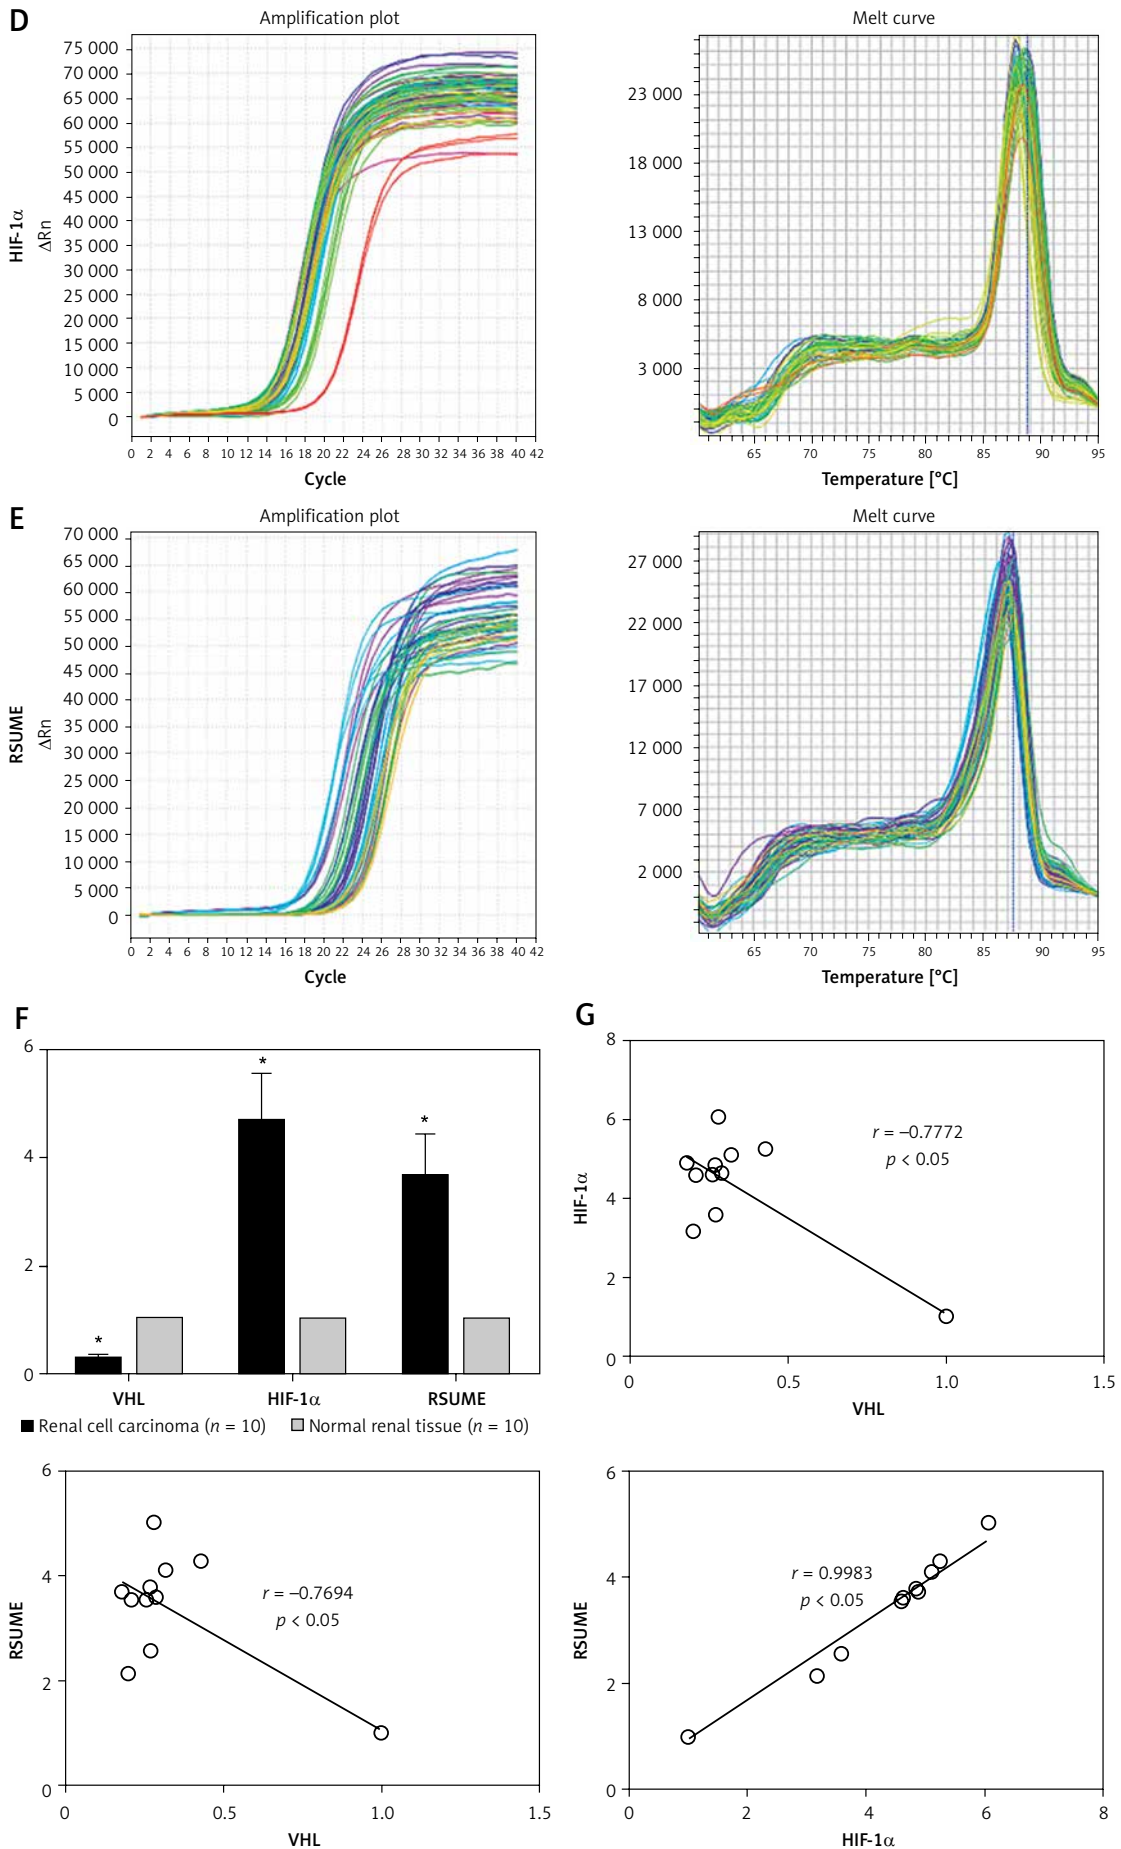 D
Amplification plot
75 000
70 000
65 000
60 000
55 000
50 000
45 000
40 000
35 000
30 000
25 000
20 000
15 000
10 000
5 000
0
HIF-1α
ΔRn
0 2 4 6 8 10 12 14 16 18 20 22 24 26 28 30 32 34 36 38 40 42
Cycle
Melt curve
23 000
18 000
13 000
8 000
3 000
65 70 75 80 85 90 95
Temperature [°C]
E
Amplification plot
70 000
65 000
60 000
55 000
50 000
45 000
40 000
35 000
30 000
25 000
20 000
15 000
10 000
5 000
0
RSUME
ΔRn
0 2 4 6 8 10 12 14 16 18 20 22 24 26 28 30 32 34 36 38 40 42
Cycle
Melt curve
27 000
22 000
17 000
12 000
7 000
2 000
65 70 75 80 85 90 95
Temperature [°C]
F
6
4
2
0
*
*
*
VHL HIF-1α RSUME
Renal cell carcinoma (n = 10) Normal renal tissue (n = 10)
G
8
6
4
2
0
HIF-1α
r = –0.7772
p < 0.05
0 0.5 1.0 1.5
VHL
6
4
2
0
RSUME
r = –0.7694
p < 0.05
0 0.5 1.0 1.5
VHL
6
4
2
0
RSUME
r = 0.9983
p < 0.05
0 2 4 6 8
HIF-1α